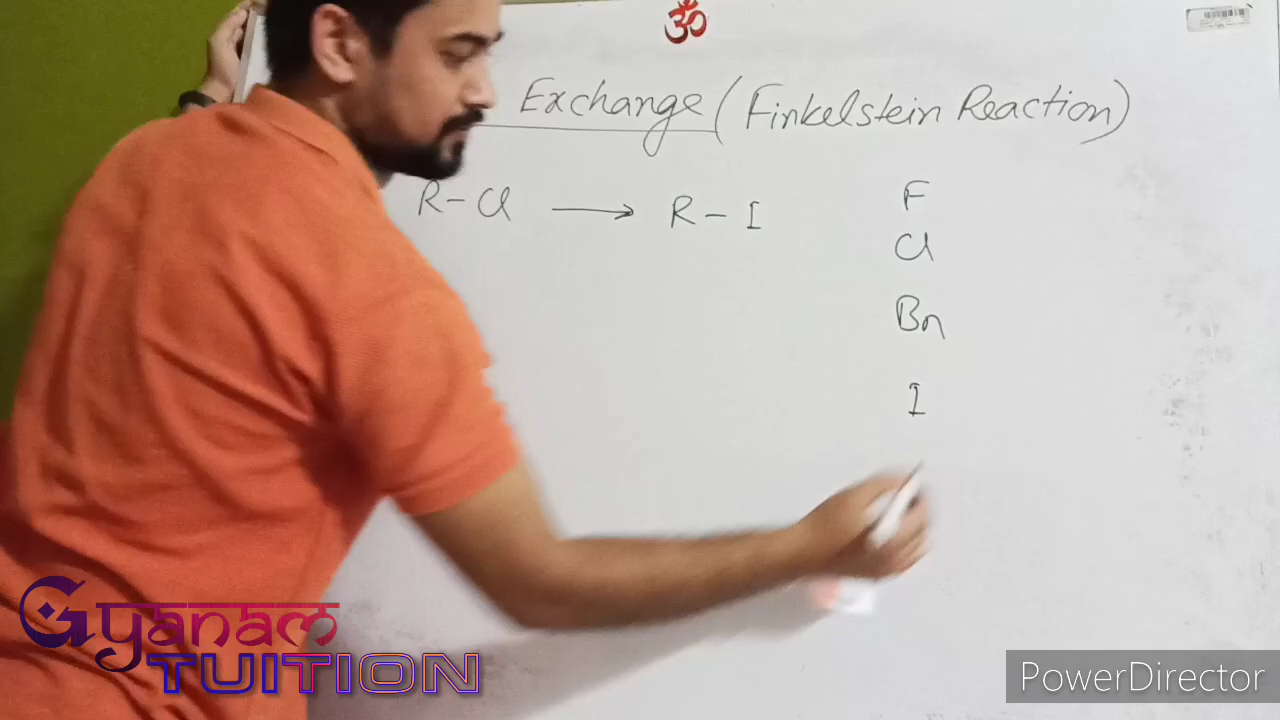 ॐ
Exchange (Finkelstein Reaction)
R-Cl → R-I
F
Cl
Br
I
Gyanam
TUITION
PowerDirector